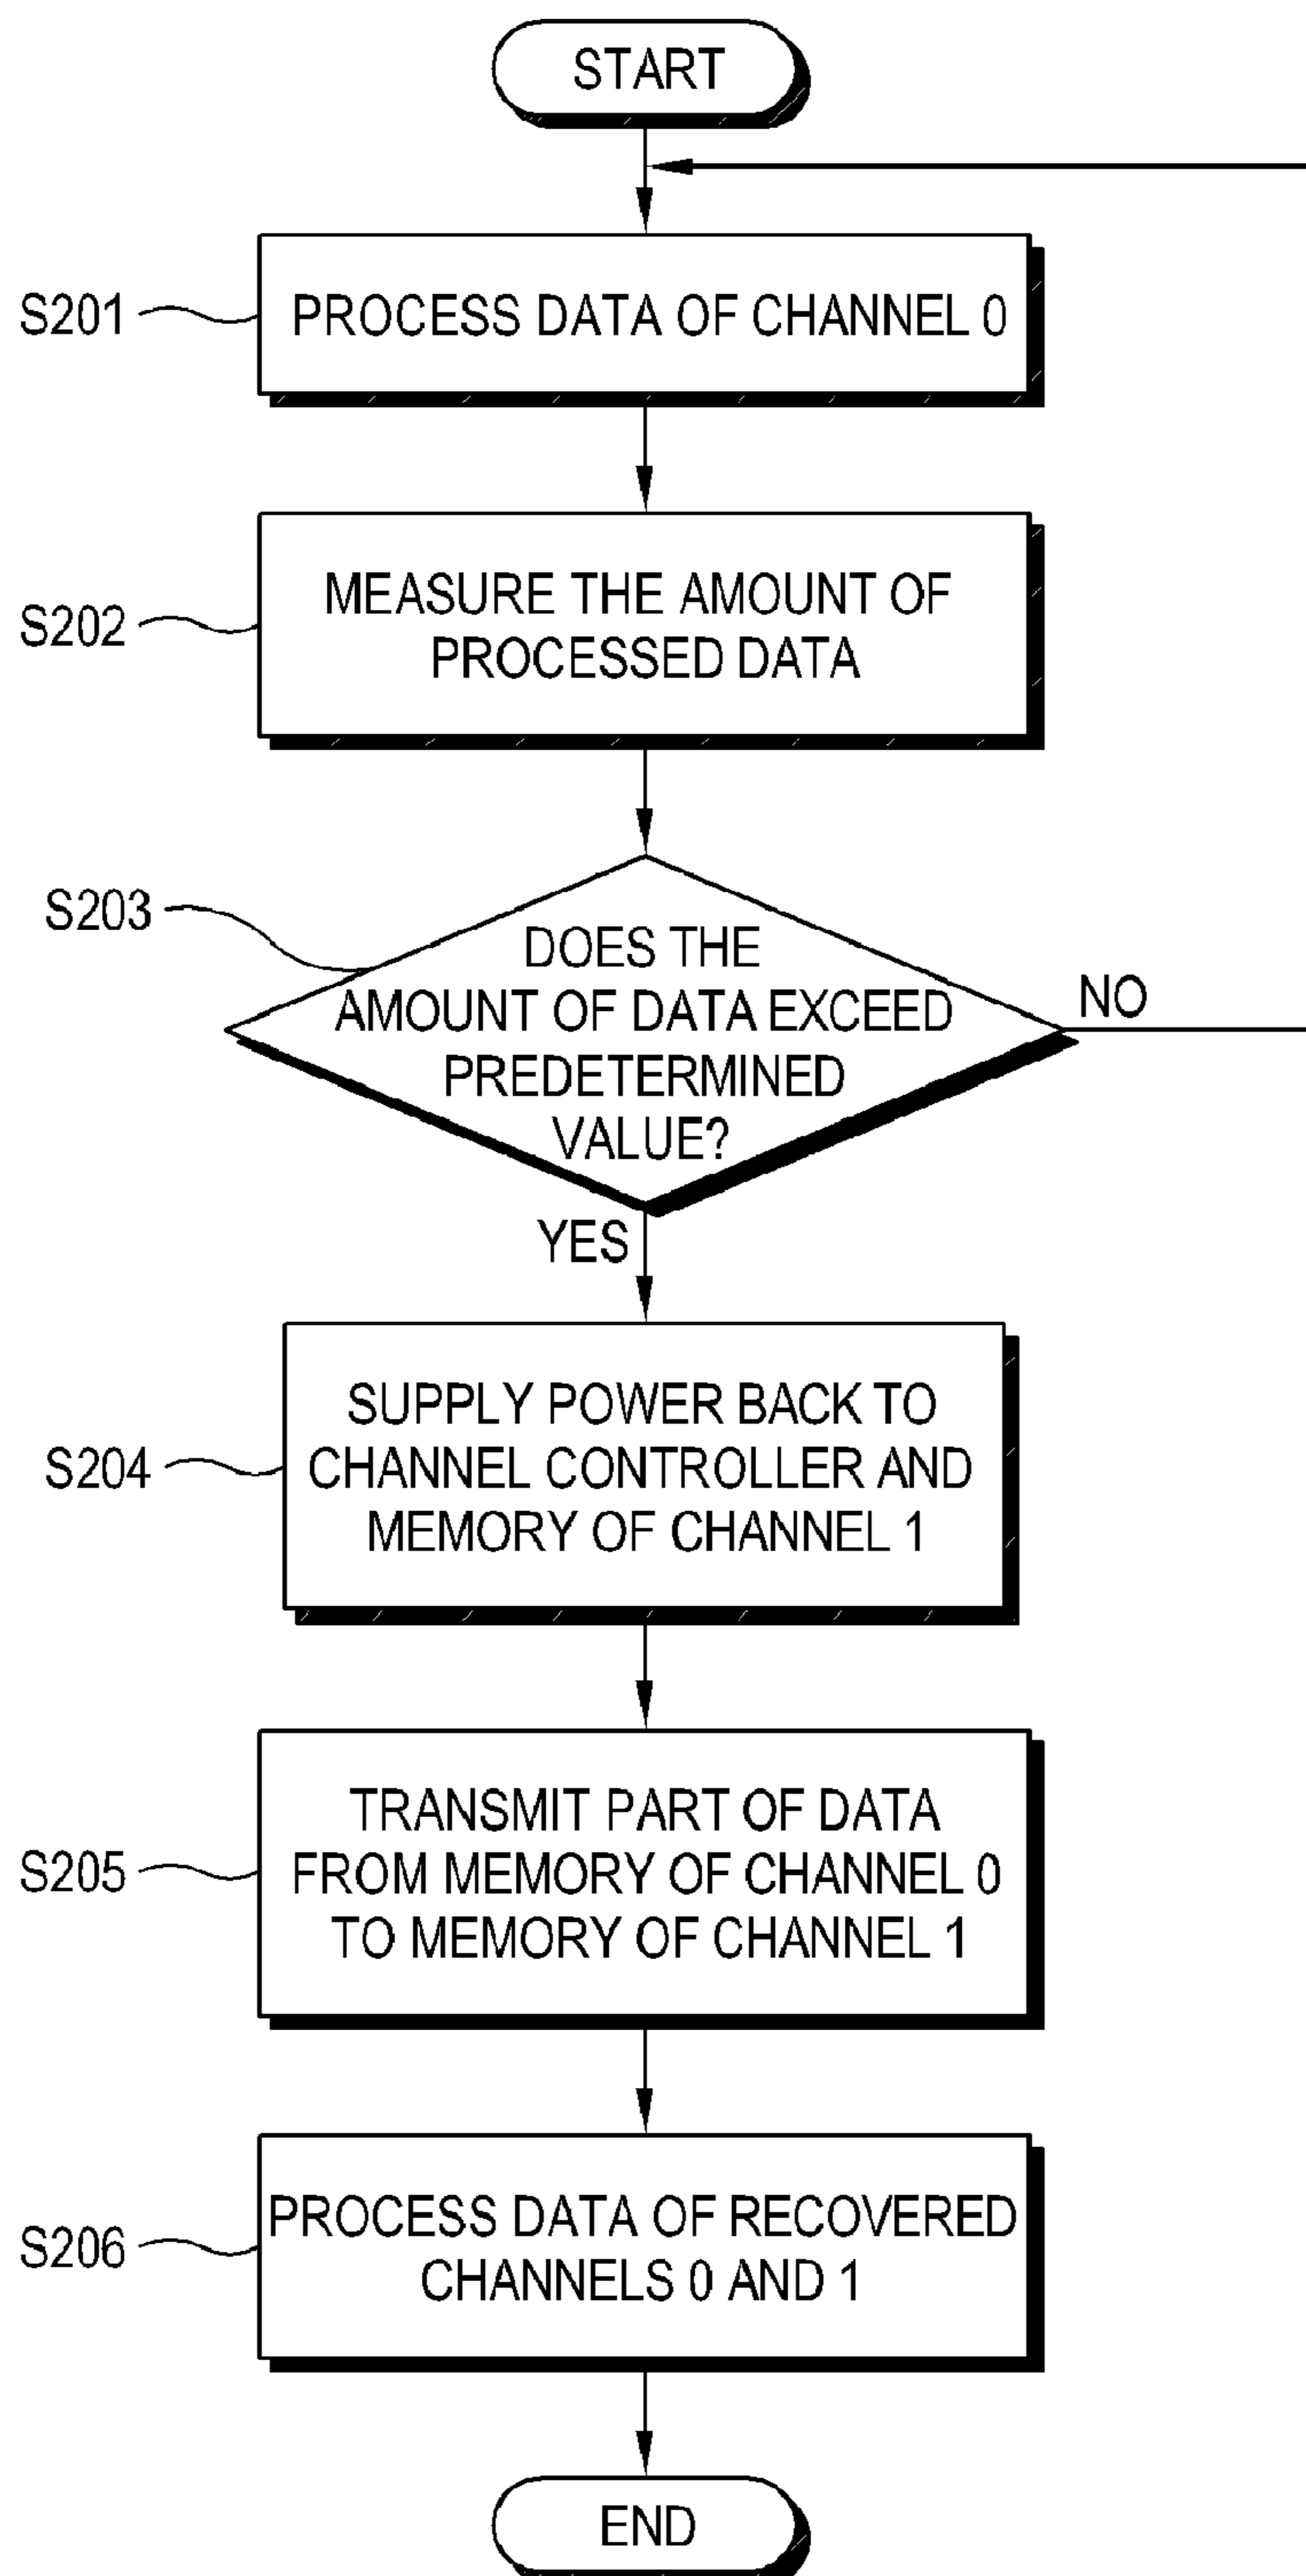 START
S201
PROCESS DATA OF CHANNEL 0
S202
MEASURE THE AMOUNT OF
PROCESSED DATA
S203
DOES THE
AMOUNT OF DATA EXCEED
PREDETERMINED
VALUE?
NO
YES
S204
SUPPLY POWER BACK TO
CHANNEL CONTROLLER AND
MEMORY OF CHANNEL 1
S205
TRANSMIT PART OF DATA
FROM MEMORY OF CHANNEL 0
TO MEMORY OF CHANNEL 1
S206
PROCESS DATA OF RECOVERED
CHANNELS 0 AND 1
END